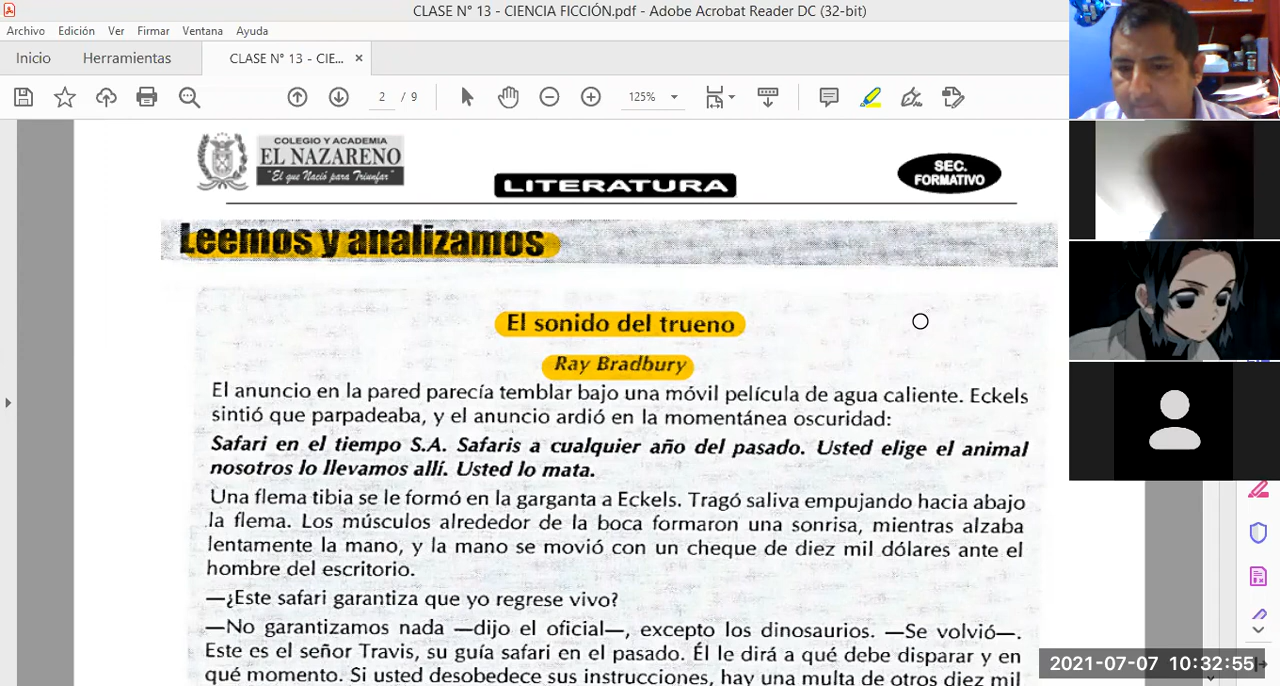 CLASE N° 13 - CIENCIA FICCIÓN.pdf - Adobe Acrobat Reader DC (32-bit)
Archivo Edición Ver Firmar Ventana Ayuda
Inicio Herramientas CLASE N° 13 - CIE... ×
2 / 9 125%
COLEGIO Y ACADEMIA
EL NAZARENO
"El que Nació para Triunfar"
LITERATURA
SEC.
FORMATIVO
Leemos y analizamos
El sonido del trueno
Ray Bradbury
El anuncio en la pared parecía temblar bajo una móvil película de agua caliente. Eckels
sintió que parpadeaba, y el anuncio ardió en la momentánea oscuridad:
Safari en el tiempo S.A. Safaris a cualquier año del pasado. Usted elige el animal
nosotros lo llevamos allí. Usted lo mata.
Una flema tibia se le formó en la garganta a Eckels. Tragó saliva empujando hacia abajo
la flema. Los músculos alrededor de la boca formaron una sonrisa, mientras alzaba
lentamente la mano, y la mano se movió con un cheque de diez mil dólares ante el
hombre del escritorio.
—¿Este safari garantiza que yo regrese vivo?
—No garantizamos nada —dijo el oficial—, excepto los dinosaurios. —Se volvió—.
Este es el señor Travis, su guía safari en el pasado. Él le dirá a qué debe disparar y en
qué momento. Si usted desobedece sus instrucciones, hay una multa de otros diez mil
2021-07-07 10:32:55